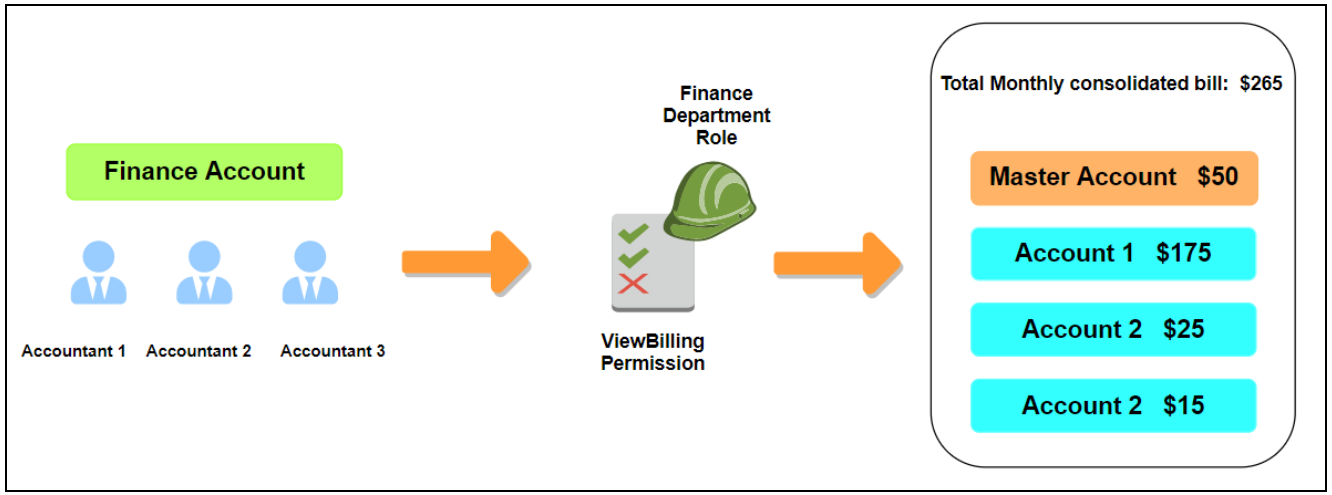 Finance Account
Accountant 1
Accountant 2
Accountant 3
Finance
Department
Role
ViewBilling
Permission
Total Monthly consolidated bill: $265
Master Account $50
Account 1 $175
Account 2 $25
Account 2 $15